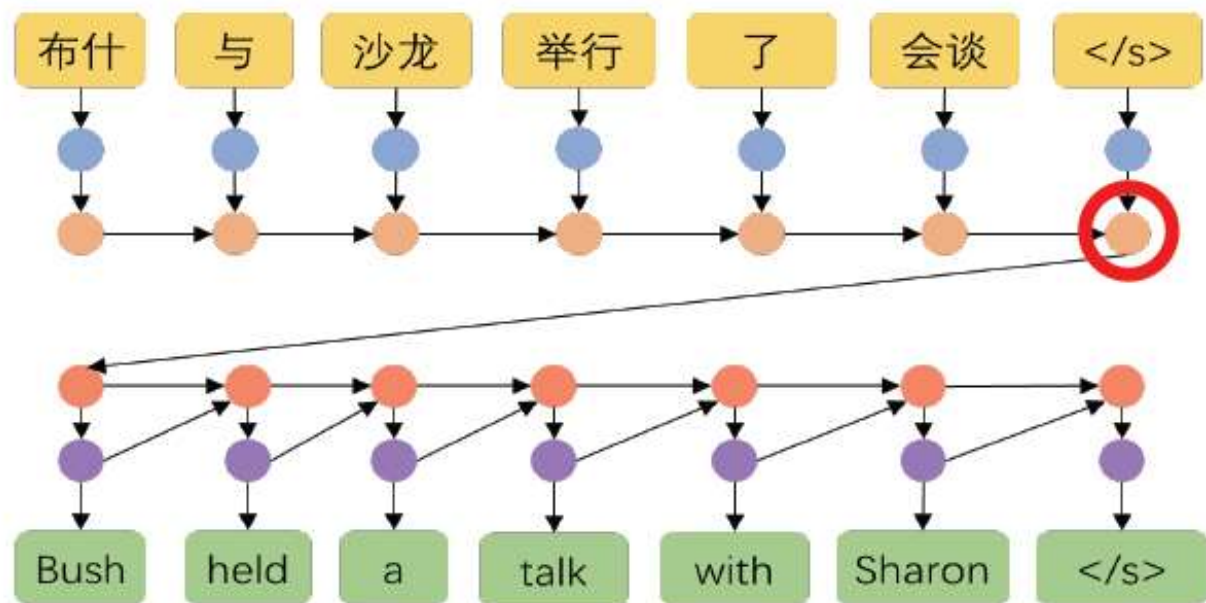 布什 与 沙龙 举行 了 会谈 </s>
Bush held a talk with Sharon </s>